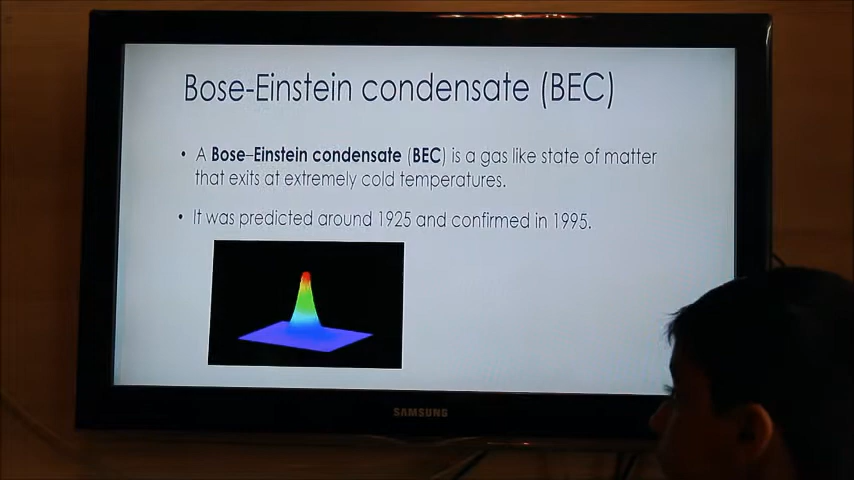 Bose-Einstein condensate (BEC)
• A Bose–Einstein condensate (BEC) is a gas like state of matter
that exits at extremely cold temperatures.
• It was predicted around 1925 and confirmed in 1995.
SAMSUNG